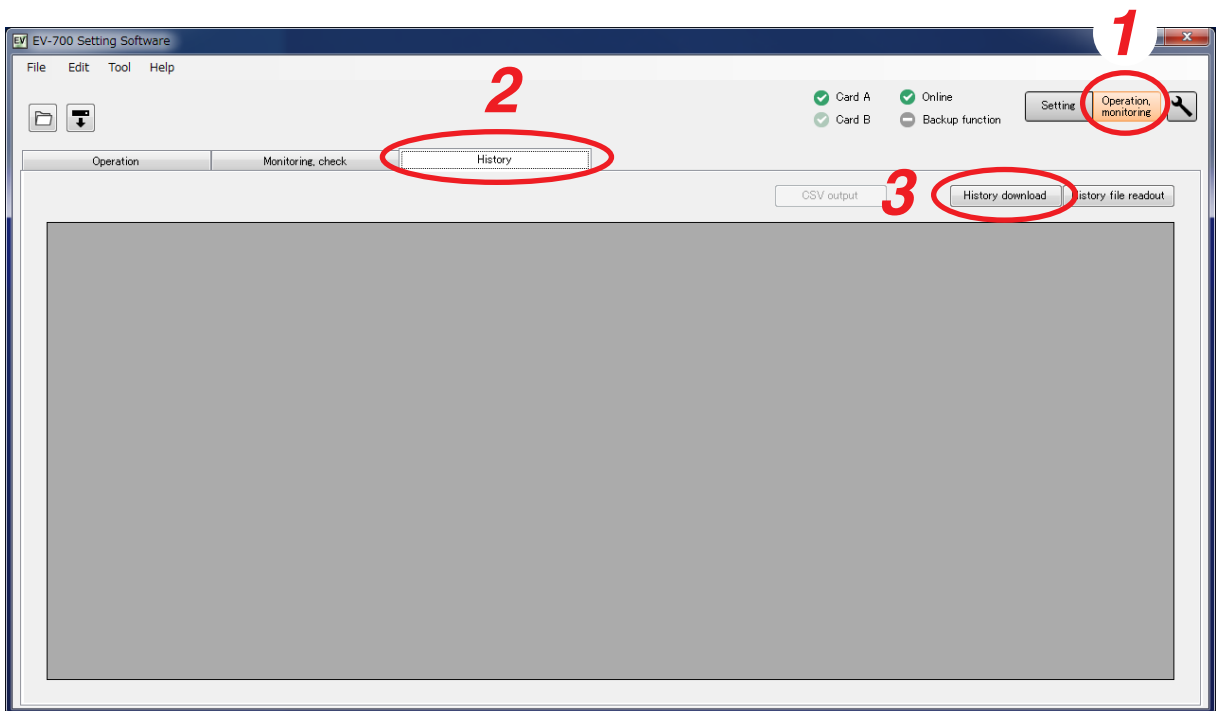 1
EV EV-700 Setting Software
File Edit Tool Help
2
Card A Online
Card B Backup function
Setting
Operation,
monitoring
Operation Monitoring, check History
3
CSV output History download History file readout